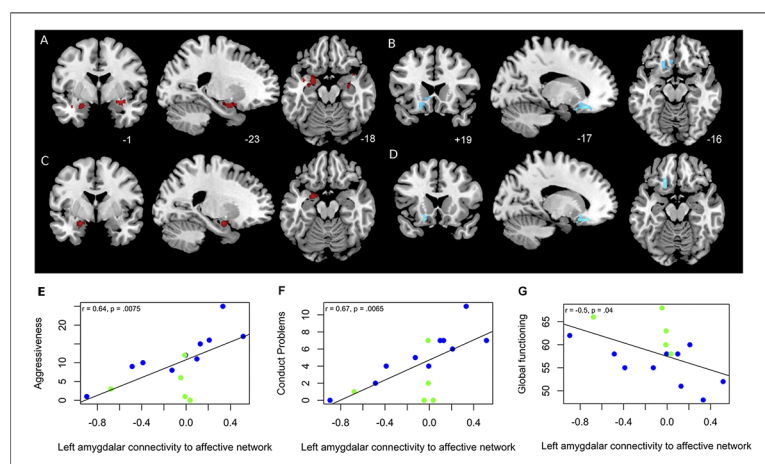 A
B
-1
-23
-18
+19
-17
-16
C
D
E
F
G
r = 0.64, p = .0075
r = 0.67, p = .0065
r = -0.5, p = .04
Aggressiveness
20
10
5
0
-0.8
-0.4
0.0
0.4
Left amygdalar connectivity to affective network
Conduct Problems
10
8
6
4
2
0
-0.8
-0.4
0.0
0.4
Left amygdalar connectivity to affective network
Global functioning
65
60
55
50
-0.8
-0.4
0.0
0.4
Left amygdalar connectivity to affective network